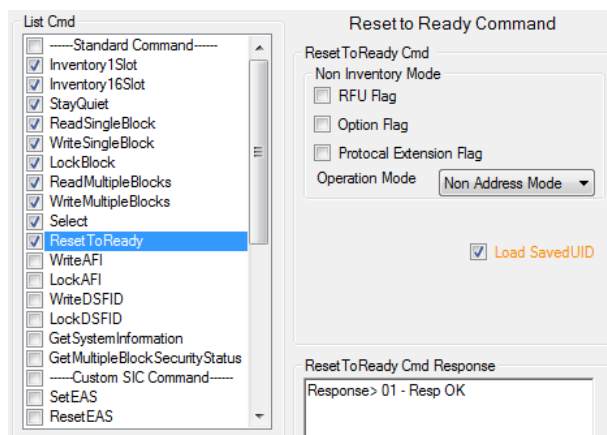 List Cmd
------Standard Command------
Inventory1Slot
Inventory16Slot
StayQuiet
ReadSingleBlock
WriteSingleBlock
LockBlock
ReadMultipleBlocks
WriteMultipleBlocks
Select
ResetToReady
WriteAFI
LockAFI
WriteDSFID
LockDSFID
GetSystemInformation
GetMultipleBlockSecurityStatus
------Custom SIC Command------
SetEAS
ResetEAS
Reset to Ready Command
ResetToReady Cmd
Non Inventory Mode
RFU Flag
Option Flag
Protocal Extension Flag
Operation Mode Non Address Mode
Load SavedUID
ResetToReady Cmd Response
Response> 01 - Resp OK